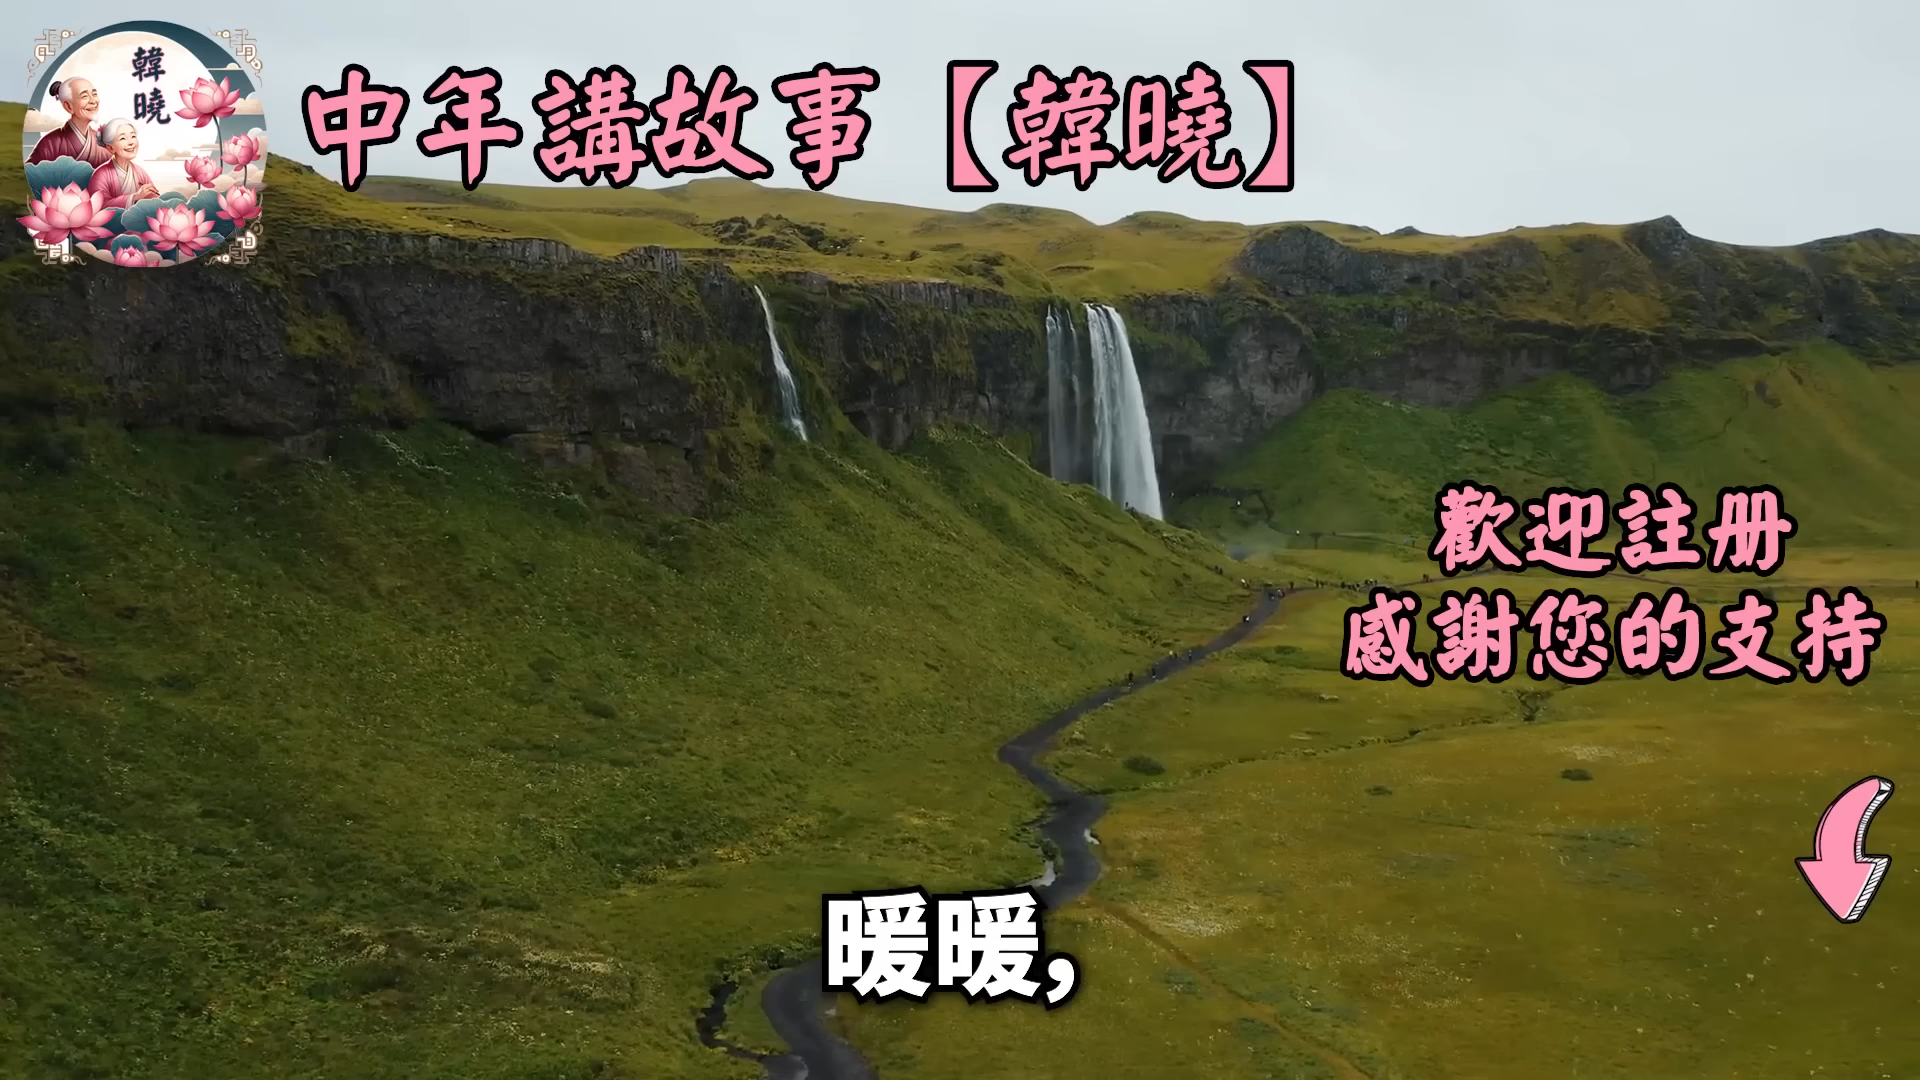 韓曉
中年講故事【韓曉】
歡迎註册
感謝您的支持
暖暖,